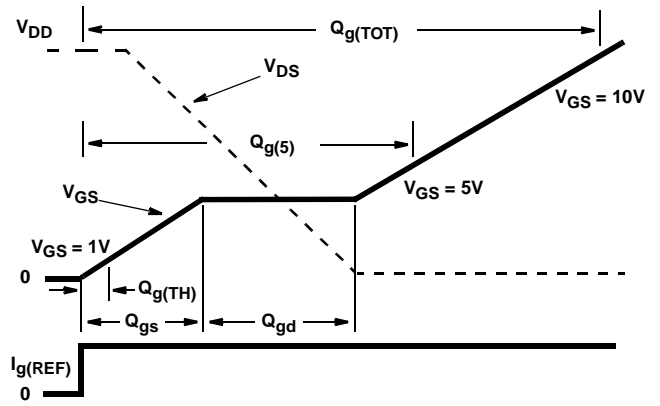 V_DD
Q_g(TOT)
V_DS
V_GS = 10V
Q_g(5)
V_GS
V_GS = 5V
V_GS = 1V
0
Q_g(TH)
Q_gs
Q_gd
I_g(REF)
0